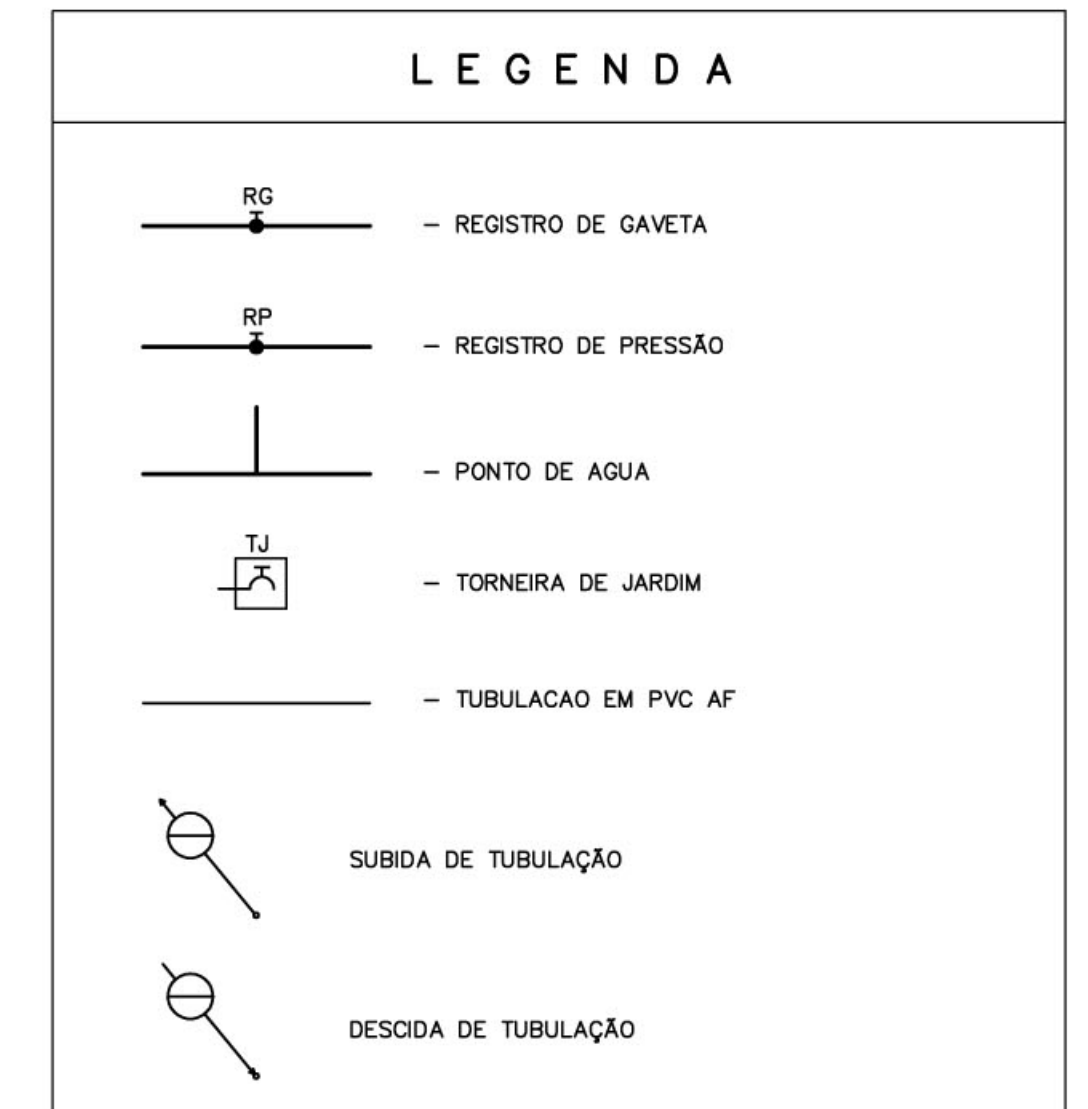 LEGENDA
RG
– REGISTRO DE GAVETA
RP
– REGISTRO DE PRESSÃO
– PONTO DE AGUA
TJ
– TORNEIRA DE JARDIM
– TUBULACAO EM PVC AF
SUBIDA DE TUBULAÇÃO
DESCIDA DE TUBULAÇÃO